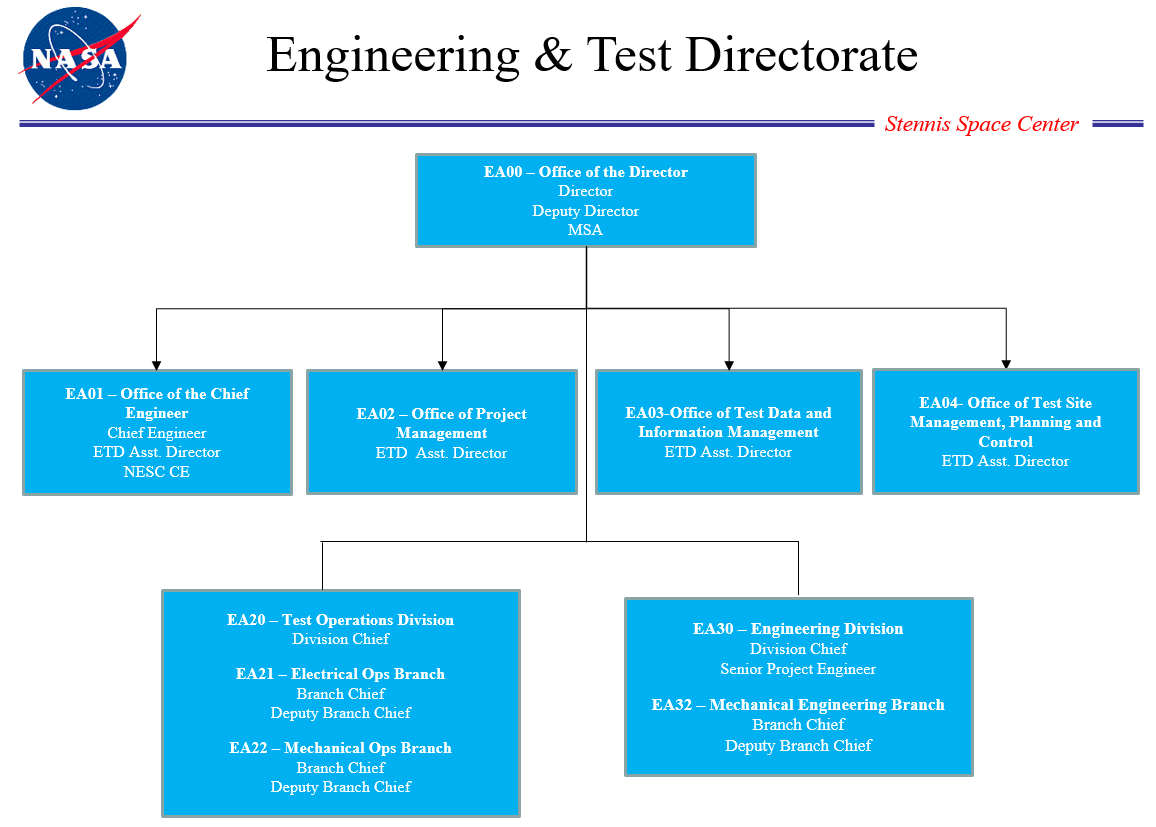 NASA
Engineering & Test Directorate
Stennis Space Center
EA00 – Office of the Director
Director
Deputy Director
MSA
EA01 – Office of the Chief
Engineer
Chief Engineer
ETD Asst. Director
NESC CE
EA02 – Office of Project
Management
ETD  Asst. Director
EA03-Office of Test Data and
Information Management
ETD Asst. Director
EA04- Office of Test Site
Management, Planning and
Control
ETD Asst. Director
EA20 – Test Operations Division
Division Chief
EA21 – Electrical Ops Branch
Branch Chief
Deputy Branch Chief
EA22 – Mechanical Ops Branch
Branch Chief
Deputy Branch Chief
EA30 – Engineering Division
Division Chief
Senior Project Engineer
EA32 – Mechanical Engineering Branch
Branch Chief
Deputy Branch Chief